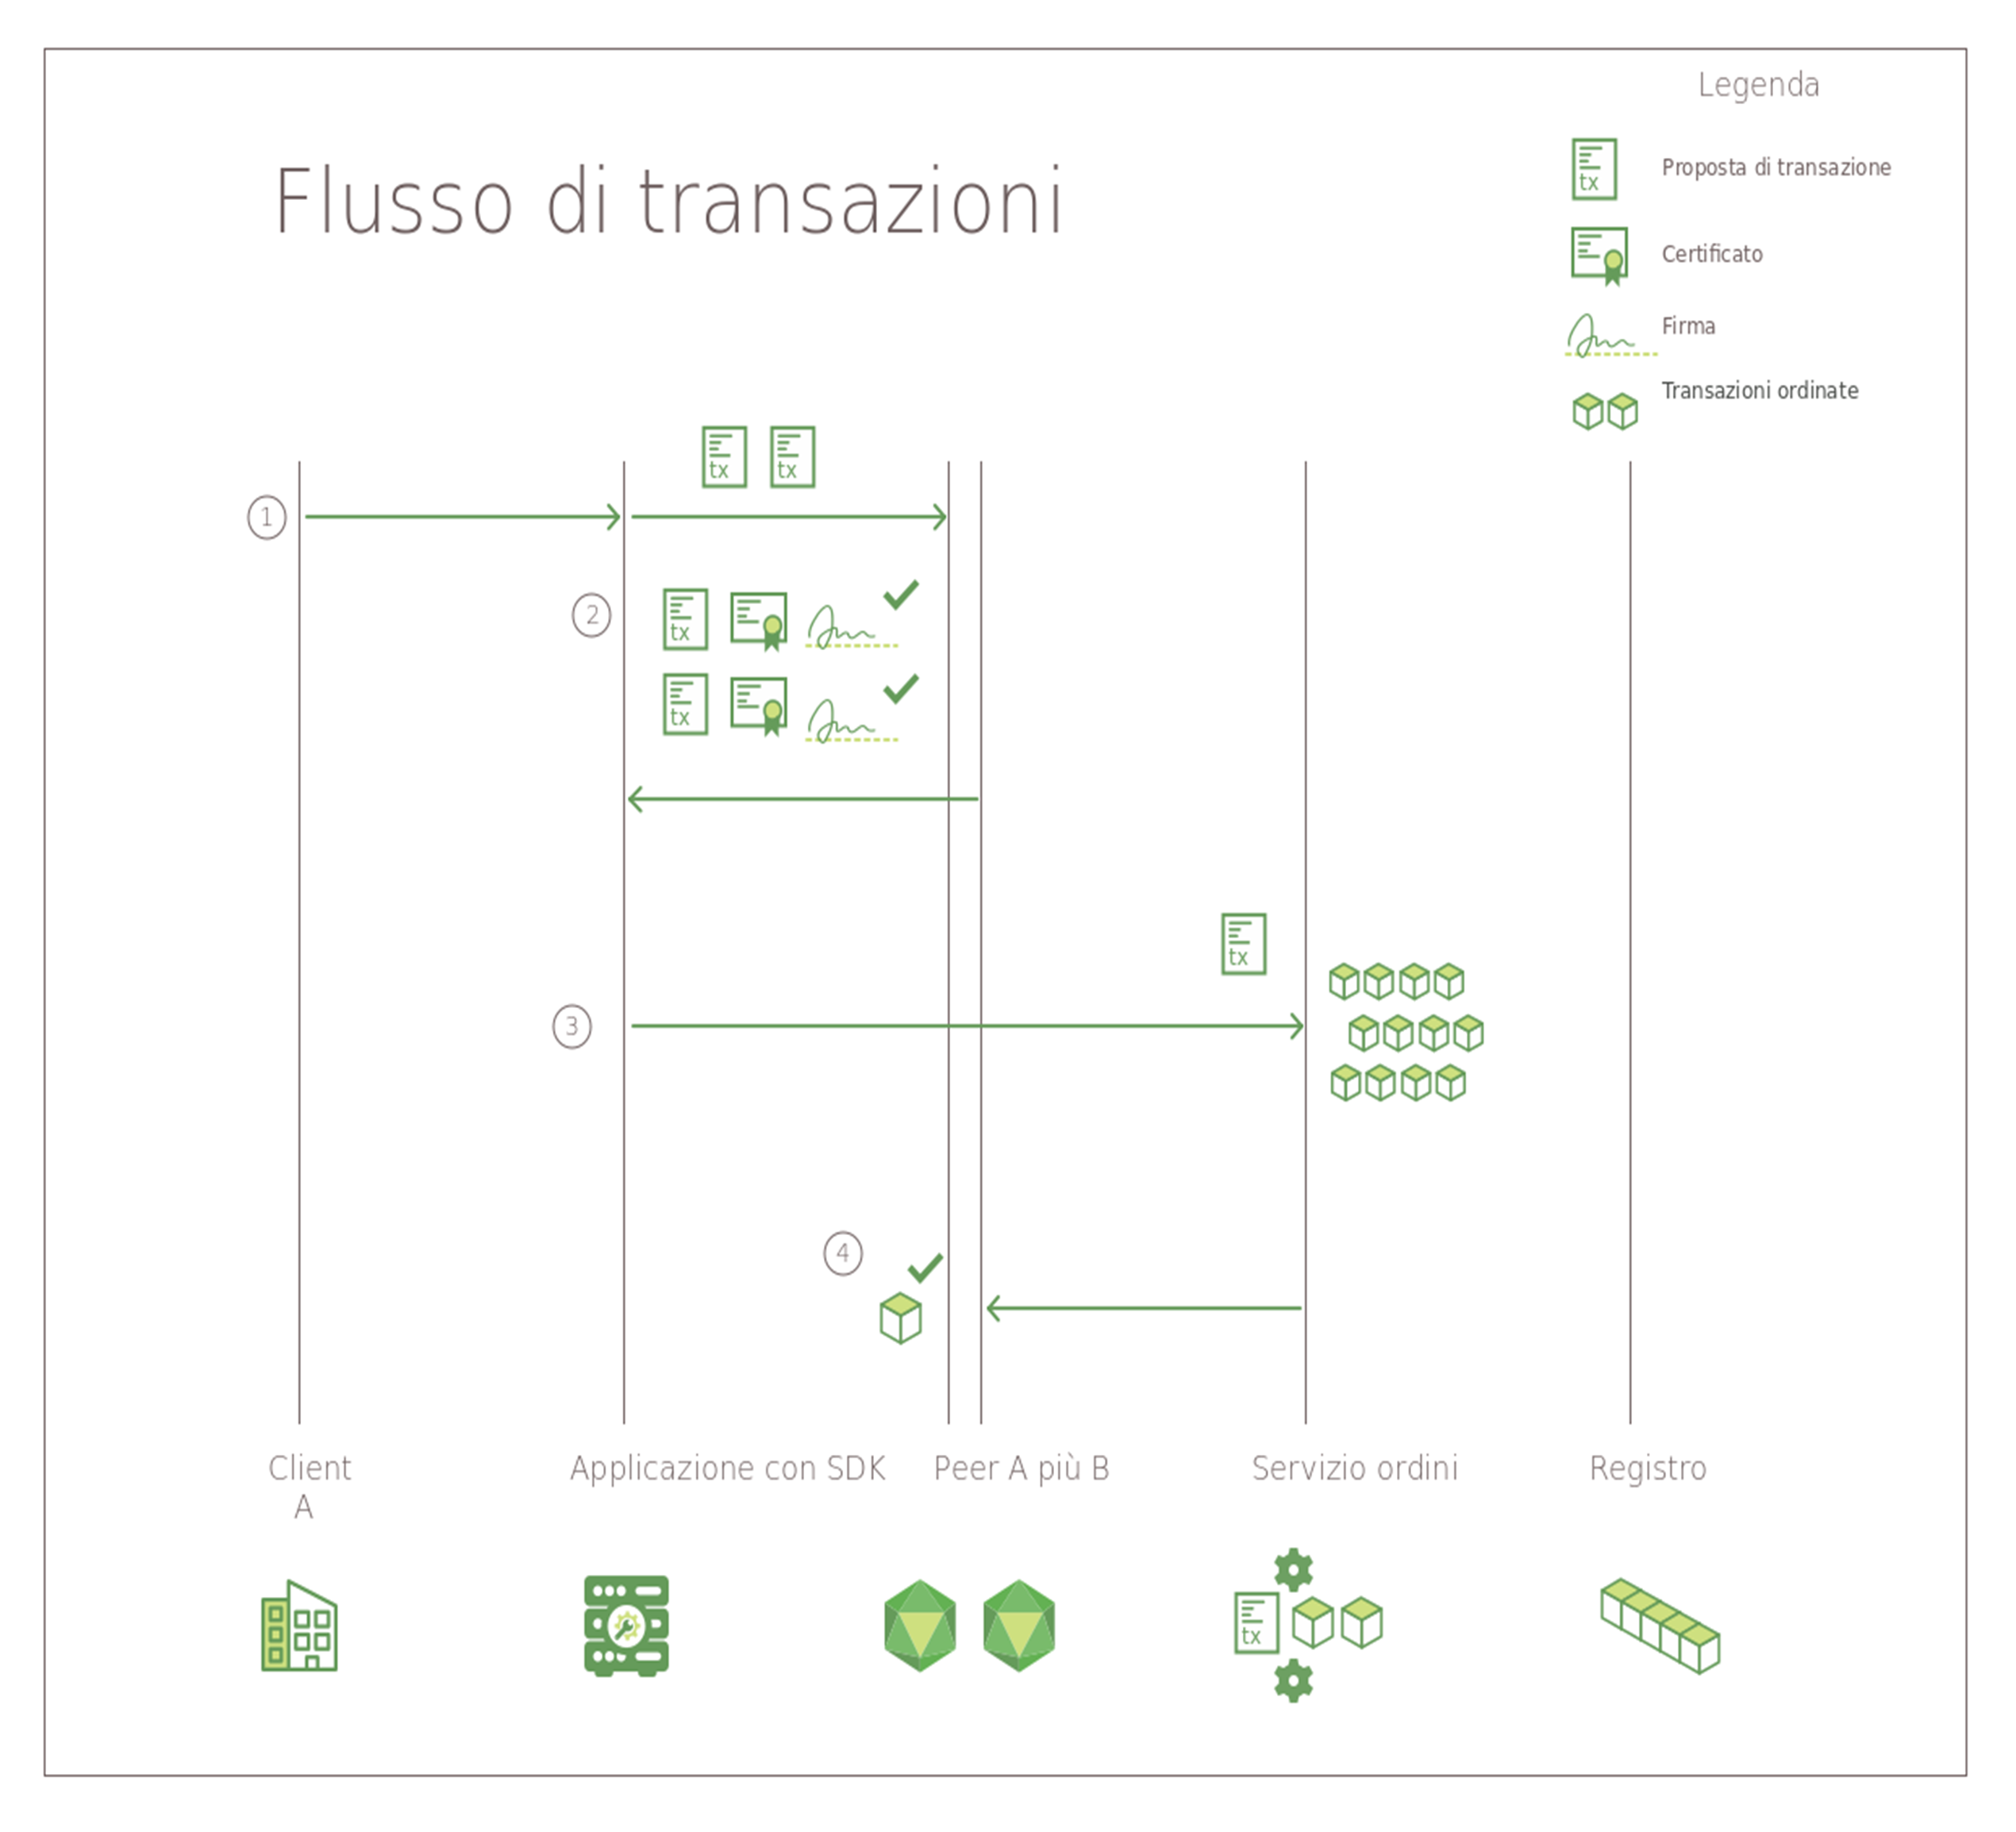 Legenda
Flusso di transazioni
tx
Proposta di transazione
Certificato
Firma
Transazioni ordinate
tx
tx
1
2
tx
tx
tx
3
4
Client
A
Applicazione con SDK
Peer A più B
Servizio ordini
Registro
tx